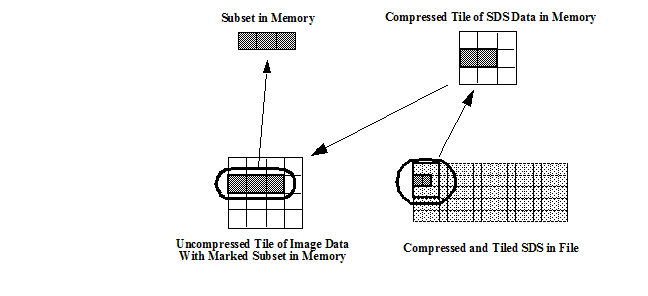 Subset in Memory
Compressed Tile of SDS Data in Memory
Uncompressed Tile of Image Data
With Marked Subset in Memory
Compressed and Tiled SDS in File